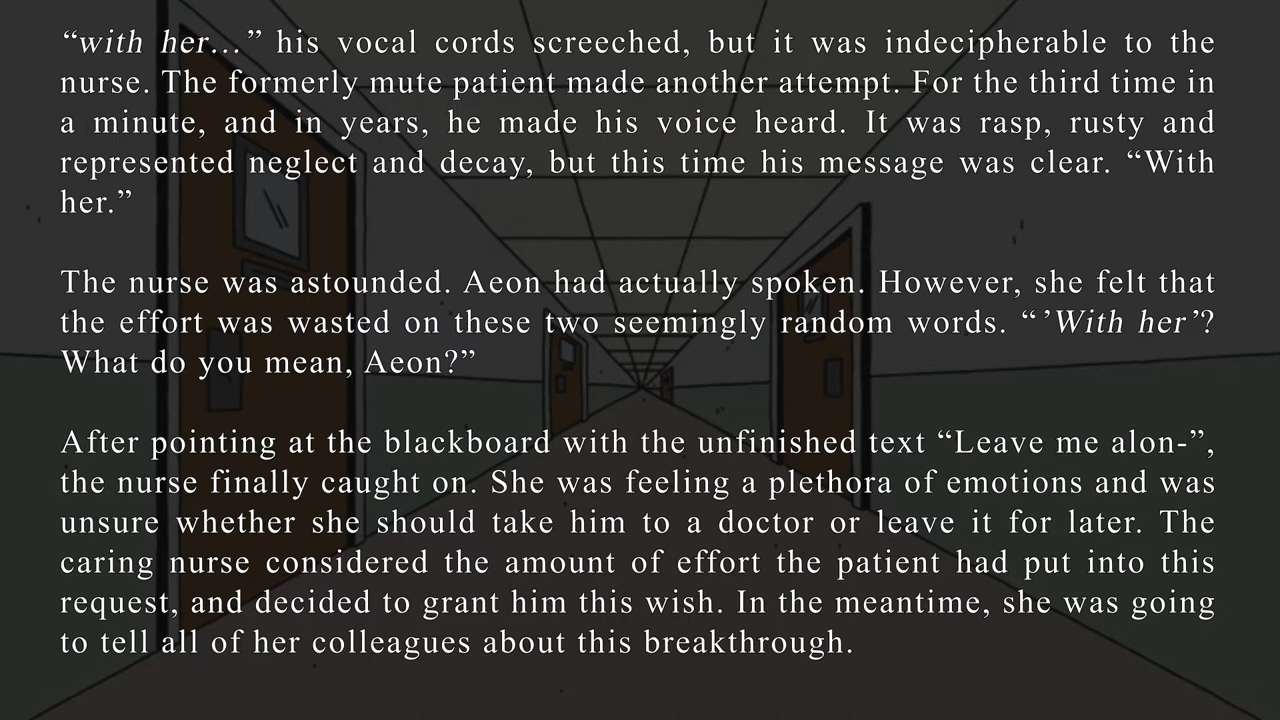 “with her…” his vocal cords screeched, but it was indecipherable to the
nurse. The formerly mute patient made another attempt. For the third time in
a minute, and in years, he made his voice heard. It was rasp, rusty and
represented neglect and decay, but this time his message was clear. “With
her.”
The nurse was astounded. Aeon had actually spoken. However, she felt that
the effort was wasted on these two seemingly random words. “ ’With her’?
What do you mean, Aeon?”
After pointing at the blackboard with the unfinished text “Leave me alon-”,
the nurse finally caught on. She was feeling a plethora of emotions and was
unsure whether she should take him to a doctor or leave it for later. The
caring nurse considered the amount of effort the patient had put into this
request, and decided to grant him this wish. In the meantime, she was going
to tell all of her colleagues about this breakthrough.